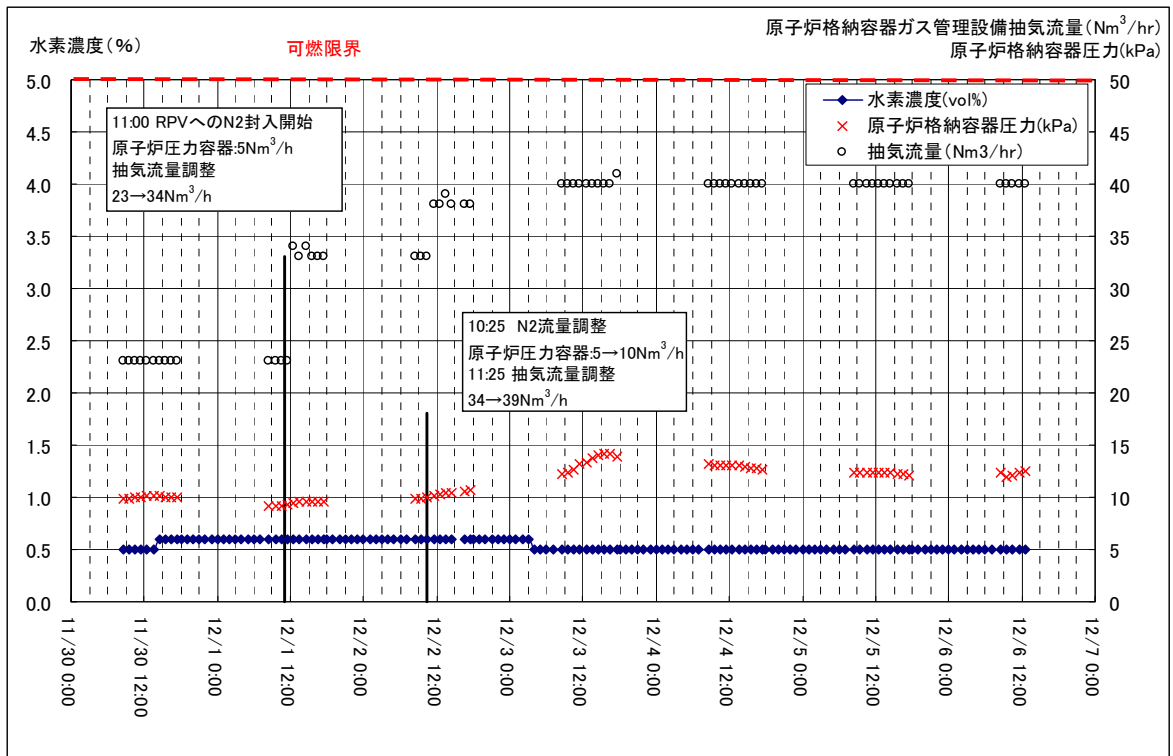 原子炉格納容器ガス管理設備抽気流量(Nm³/hr)
水素濃度(%)
可燃限界
原子炉格納容器圧力(kPa)
5.0
4.5
4.0
3.5
3.0
2.5
2.0
1.5
1.0
0.5
0.0
11:00 RPVへのN2封入開始
原子炉圧力容器:5Nm³/h
抽気流量調整
23→34Nm³/h
水素濃度(vol%)
原子炉格納容器圧力(kPa)
抽気流量(Nm3/hr)
10:25 N2流量調整
原子炉圧力容器:5→10Nm³/h
11:25 抽気流量調整
34→39Nm³/h
50
45
40
35
30
25
20
15
10
5
0
11/30 0:00
11/30 12:00
12/1 0:00
12/1 12:00
12/2 0:00
12/2 12:00
12/3 0:00
12/3 12:00
12/4 0:00
12/4 12:00
12/5 0:00
12/5 12:00
12/6 0:00
12/6 12:00
12/7 0:00